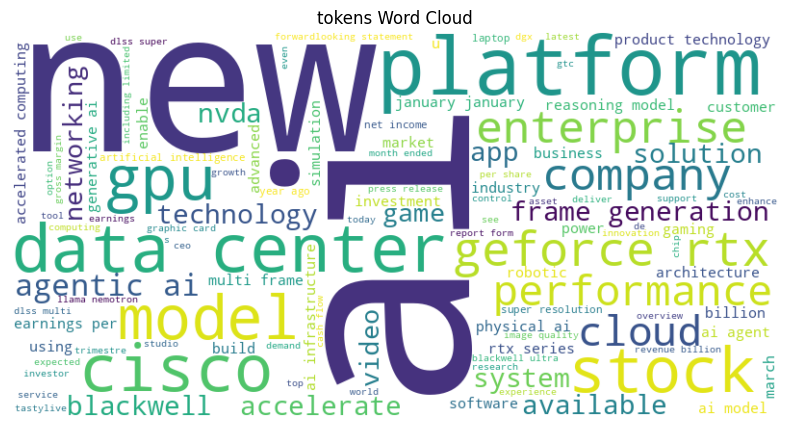 tokens Word Cloud
new
ai
platform
data center
gpu
stock
cisco
model
company
geforce rtx
enterprise
performance
cloud
frame generation
agentic ai
technology
solution
blackwell
accelerate
available
system
networking
nvda
app
game
video
accelerated computing
use
dlss super
including limited
generative ai
enable
artificial intelligence
forwardlooking statement
even
u
laptop
dgx
latest
gtc
product technology
january january
reasoning model
customer
net income
market
month ended
business
advanced
simulation
growth
year ago
press release
investment
today
industry
per share
control
see
asset
deliver
support
cost
enhance
option
gross margin
tool
earnings
computing
graphic card
s
ceo
report form
power
de
innovation
gaming
chip
llama nemotron
multi frame
robotic
architecture
dlss multi
earnings per
ai infrastructure
cash flow
super resolution
billion
overview
using
trimestre
studio
build
demand
physical ai
image quality
rtx series
revenue billion
ai agent
expected
investor
top
blackwell ultra
research
experience
march
service
tastylive
world
software
ai model